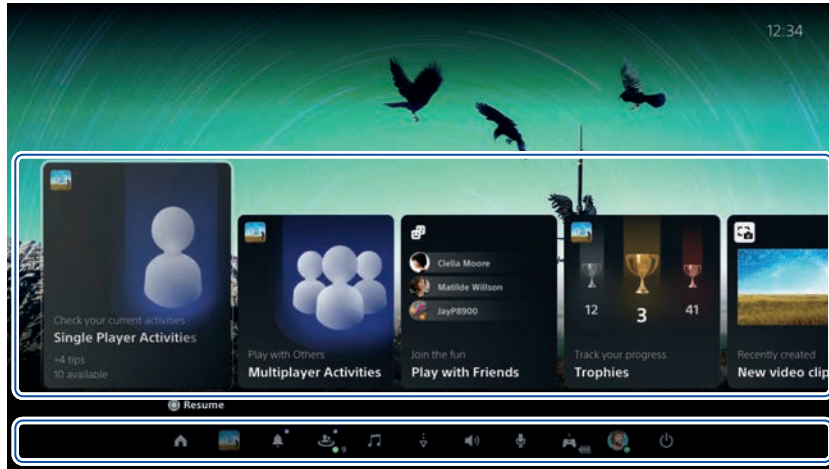 12:34
Check your current activities
Single Player Activities
+4 tips
10 available
Play with Others
Multiplayer Activities
Clelia Moore
Matilde Willson
JayP8900
Join the fun
Play with Friends
12
3
41
Track your progress
Trophies
Recently created
New video clip
Resume
9